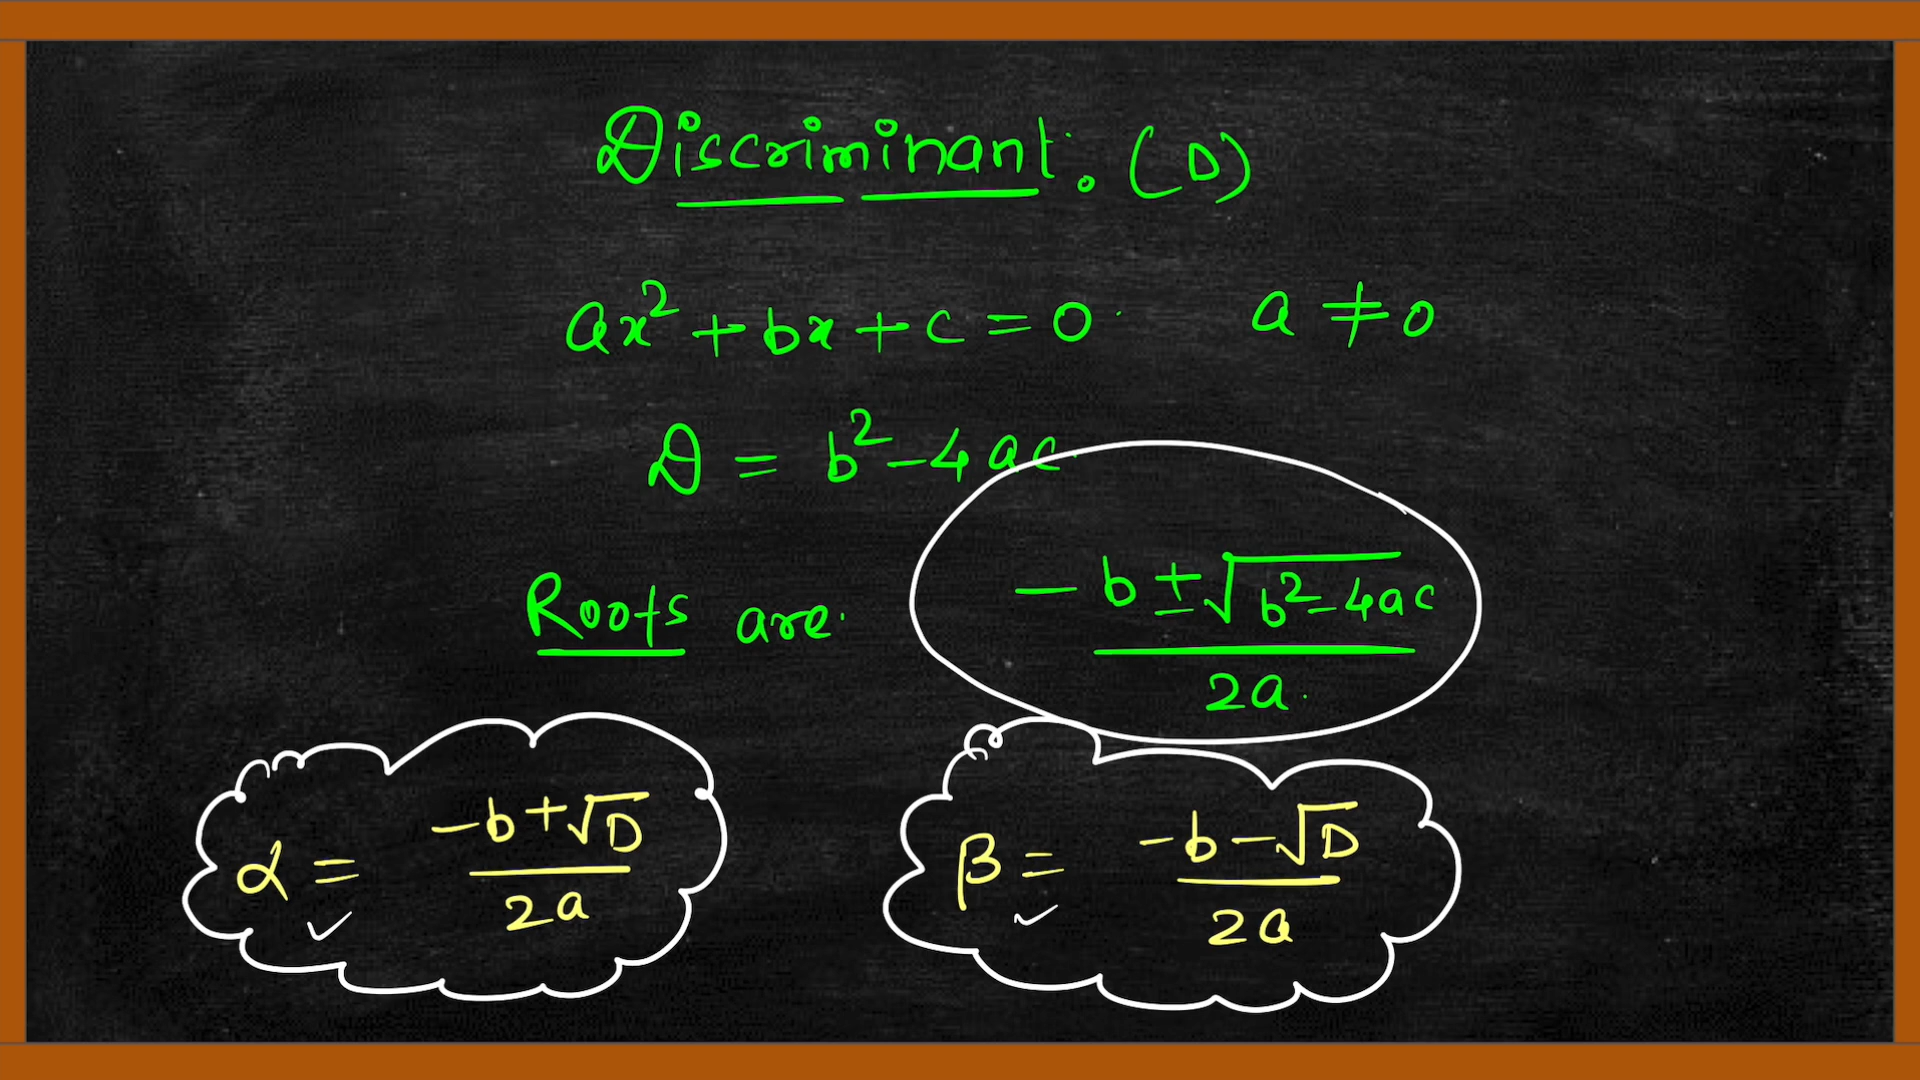 Discriminant: (D)
ax² + bx + c = 0   a ≠ 0
D = b² - 4ac
Roots are
-b ± √b² - 4ac
2a
α = -b + √D / 2a
β = -b - √D / 2a